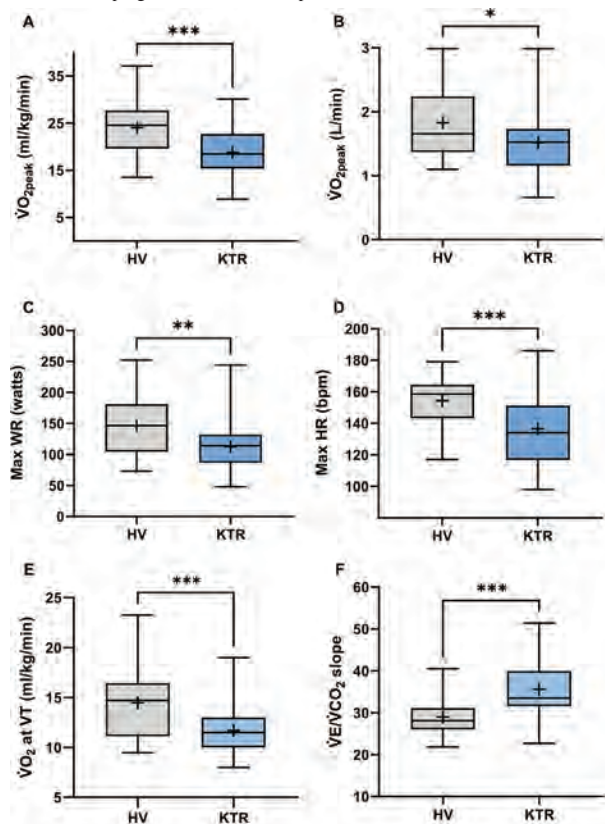 A
***
V̇O2peak (ml/kg/min)
35
25
15
5
HV
KTR
B
*
V̇O2peak (L/min)
3
2
1
0
HV
KTR
C
**
Max WR (watts)
300
250
200
150
100
50
0
HV
KTR
D
***
Max HR (bpm)
200
180
160
140
120
100
80
HV
KTR
E
***
V̇O2 at VT (ml/kg/min)
25
20
15
10
5
HV
KTR
F
***
V̇E/V̇CO2 slope
60
50
40
30
20
10
HV
KTR